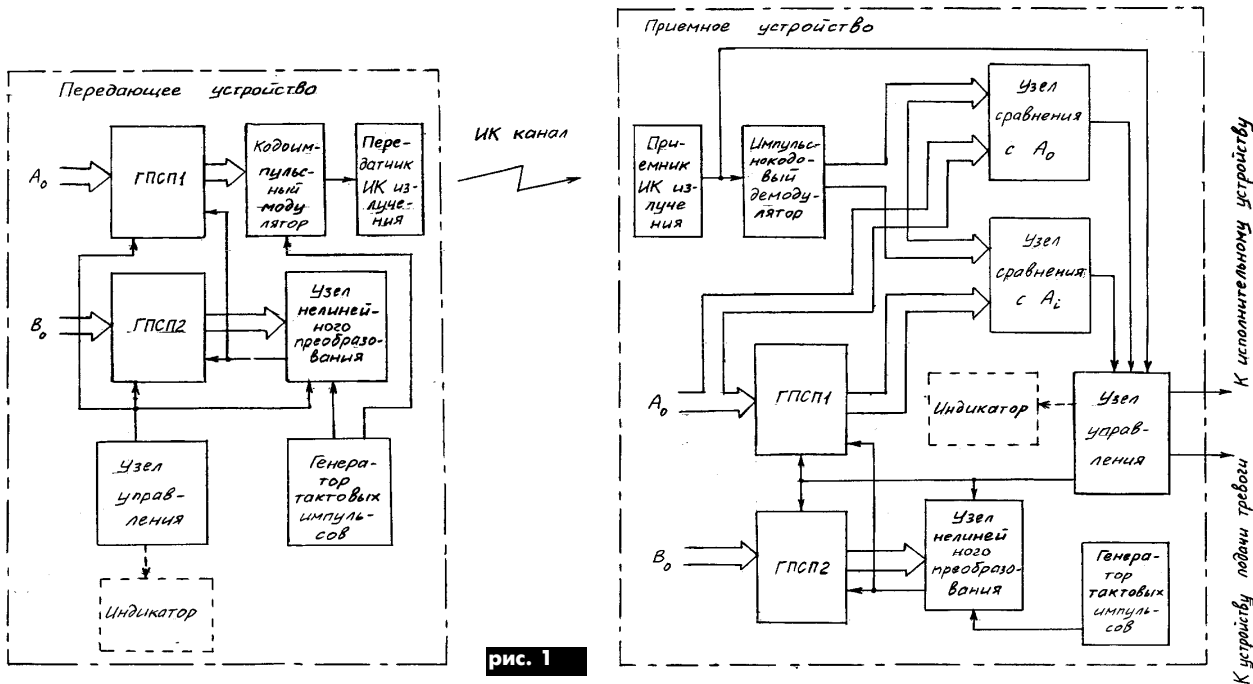 Передающее устройство
A₀
ГПСП1
Кодоим-
пульс-
ный
моду
лятор
Пере-
датчик
ИК из-
луче-
ния
B₀
ГПСП2
Узел
нелиней-
ного
преобразо-
вания
Узел
управ-
ления
Генера-
тор
тактовых
импуль-
сов
Индикатор
ИК канал
Приемное устройство
При-
емник
ИК из-
лучe-
ния
Импуль-
снокодо-
вый
демоду-
лятор
Узел
сравнения
с A₀
Узел
сравнения
с Aᵢ
A₀
ГПСП1
Индикатор
Узел
управ-
ления
B₀
ГПСП2
Узел
нелиней
ного
преобразо-
вания
Генера-
тор
тактовых
импуль-
сов
К исполнительному устройству
К устройству подачи тревоги
рис. 1